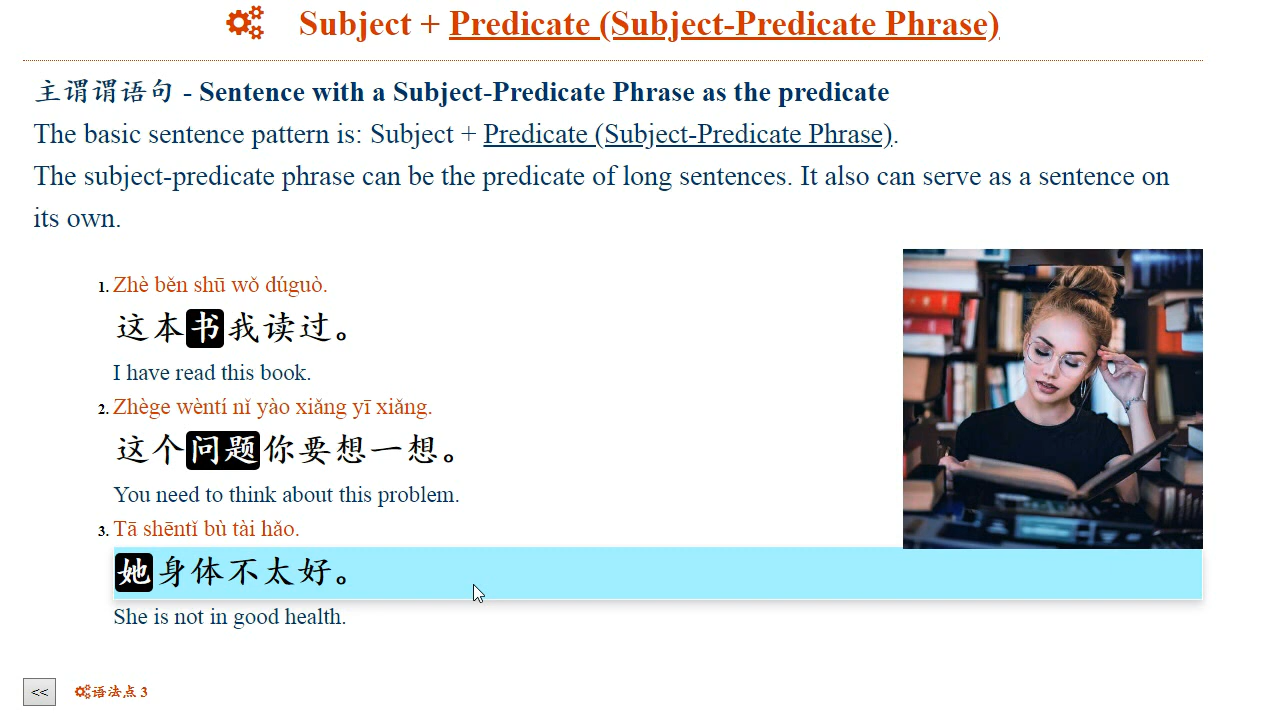 Subject + Predicate (Subject-Predicate Phrase)
主谓谓语句 - Sentence with a Subject-Predicate Phrase as the predicate
The basic sentence pattern is: Subject + Predicate (Subject-Predicate Phrase).
The subject-predicate phrase can be the predicate of long sentences. It also can serve as a sentence on
its own.
1. Zhè běn shū wǒ dúguò.
这本书我读过。
I have read this book.
2. Zhège wèntí nǐ yào xiǎng yī xiǎng.
这个问题你要想一想。
You need to think about this problem.
3. Tā shēntǐ bù tài hǎo.
她身体不太好。
She is not in good health.
<< 语法点 3